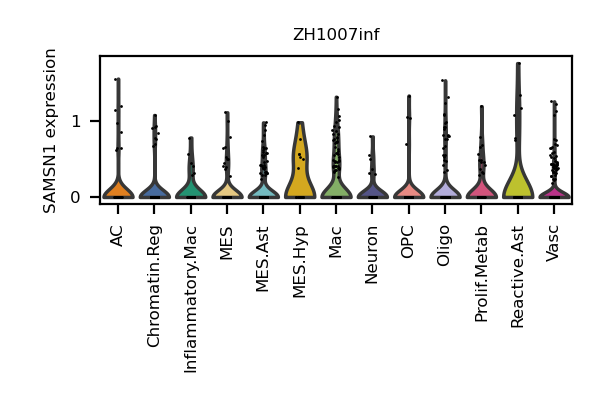 ZH1007inf
SAMSN1 expression
1
0
AC
Chromatin.Reg
Inflammatory.Mac
MES
MES.Ast
MES.Hyp
Mac
Neuron
OPC
Oligo
Prolif.Metab
Reactive.Ast
Vasc